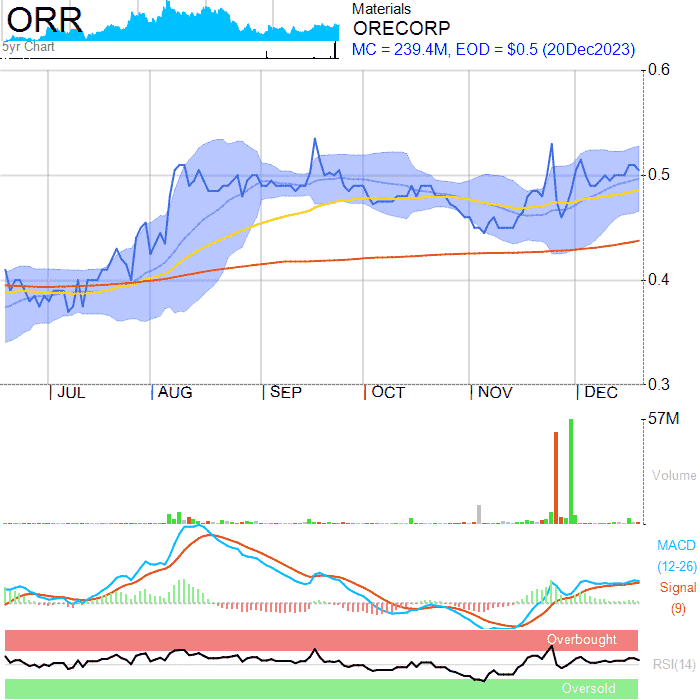 ORR
5yr Chart
Materials
ORECORP
MC = 239.4M, EOD = $0.5 (20Dec2023)
0.6
0.5
0.4
0.3
JUL
AUG
SEP
OCT
NOV
DEC
57M
Volume
MACD
(12-26)
Signal
(9)
Overbought
RSI(14)
Oversold